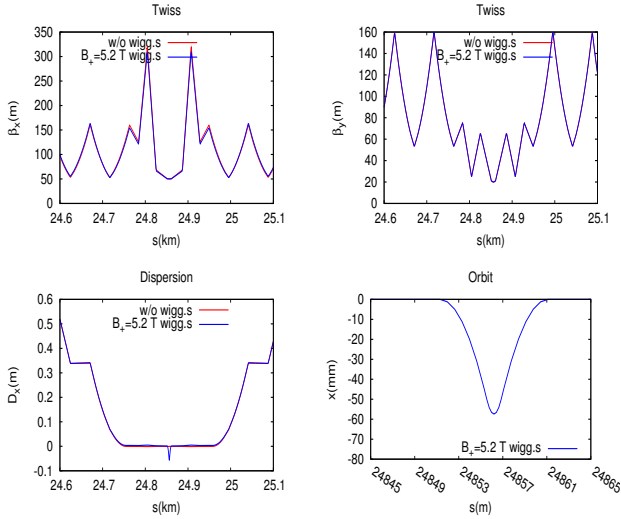 Twiss
w/o wigg.s
B_+=5.2 T wigg.s
350
300
250
200
150
100
50
0
β_x(m)
24.6 24.7 24.8 24.9 25 25.1
s(km)
Twiss
w/o wigg.s
B_+=5.2 T wigg.s
160
140
120
100
80
60
40
20
0
β_y(m)
24.6 24.7 24.8 24.9 25 25.1
s(km)
Dispersion
w/o wigg.s
B_+=5.2 T wigg.s
0.6
0.5
0.4
0.3
0.2
0.1
0
-0.1
D_x(m)
24.6 24.7 24.8 24.9 25 25.1
s(km)
Orbit
0
-10
-20
-30
-40
-50
-60
-70
-80
x(mm)
B_+=5.2 T wigg.s
24845 24849 24853 24857 24861 24865
s(m)